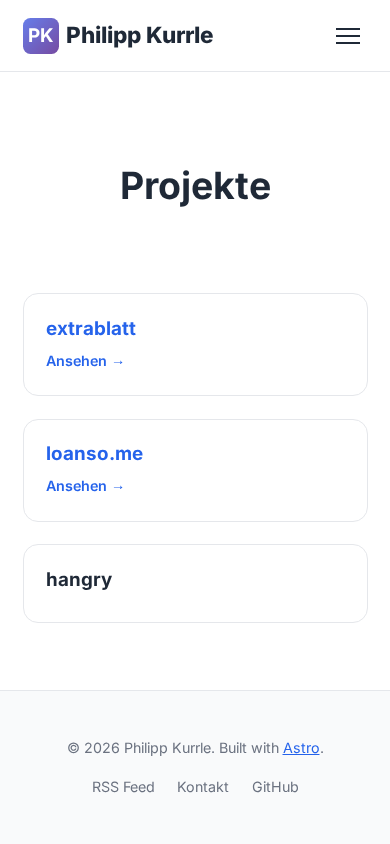 PK Philipp Kurrle
Projekte
extrablatt
Ansehen →
loanso.me
Ansehen →
hangry
© 2026 Philipp Kurrle. Built with Astro.
RSS Feed Kontakt GitHub